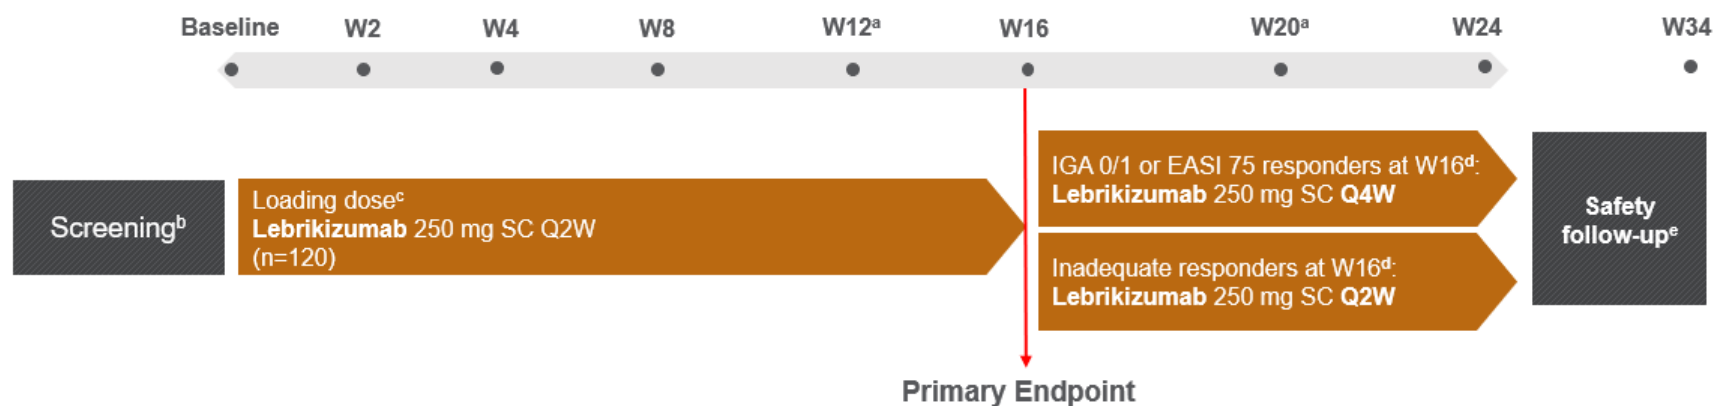 Baseline W2 W4 W8 W12ᵃ W16 W20ᵃ W24 W34
Screeningᵇ
Loading doseᶜ
Lebrikizumab 250 mg SC Q2W
(n=120)
IGA 0/1 or EASI 75 responders at W16ᵈ:
Lebrikizumab 250 mg SC Q4W
Inadequate responders at W16ᵈ:
Lebrikizumab 250 mg SC Q2W
Safety
follow-upᵉ
Primary Endpoint